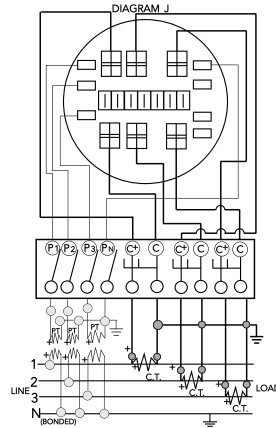 DIAGRAM J
P1 P2 P3 PN C+ C C+ C C+ C
PT PT PT
+ + +
+ + +
1
+ C.T.
2
LINE
LOAD
+ C.T.
3
+ C.T.
N
(BONDED)